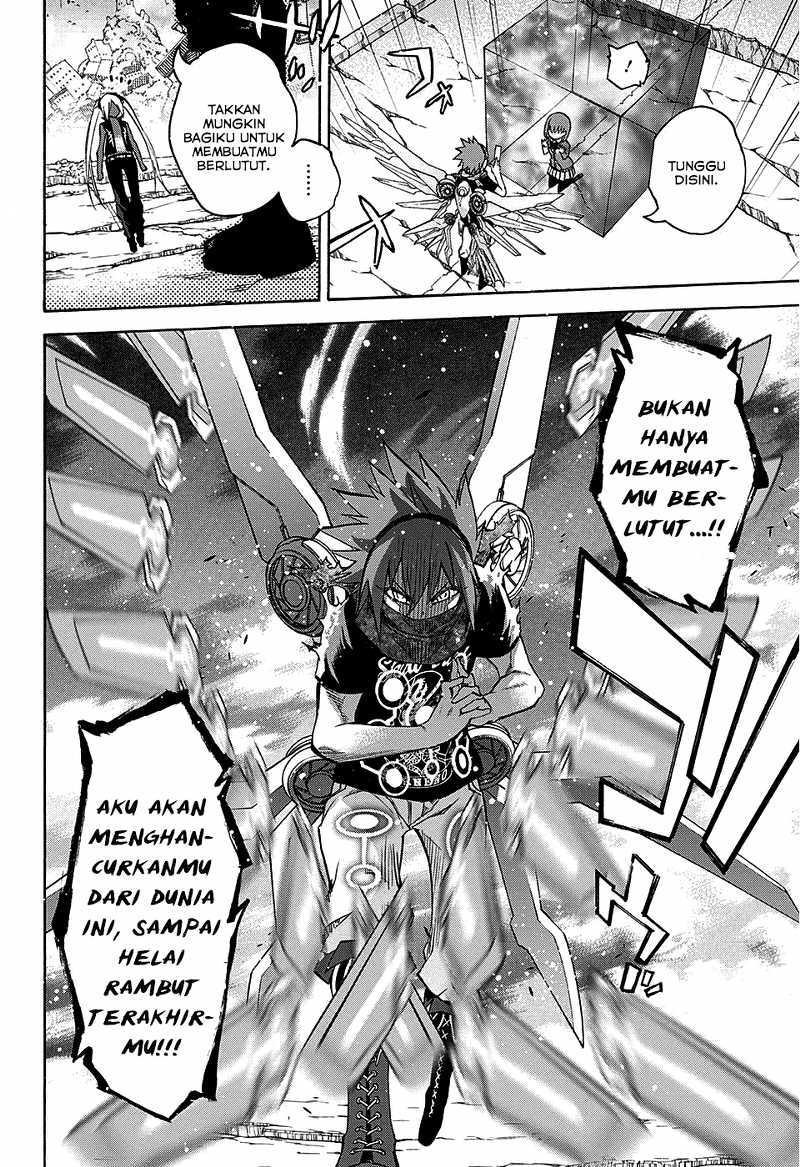 !
TUNGGU
DISINI.
TAKKAN
MUNGKIN
BAGIKU UNTUK
MEMBUATMU
BERLUTUT.
......
BUKAN
HANYA
MEMBUAT-
MU BER-
LUTUT...!!
AKU AKAN
MENGHAN-
CURKANMU
DARI DUNIA
INI, SAMPAI
HELAI
RAMBUT
TERAKHIR-
MU!!!